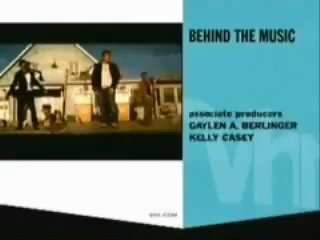 BEHIND THE MUSIC
associate producers
GAYLEN A. BERLINGER
KELLY CASEY
VH1.COM
Vh1